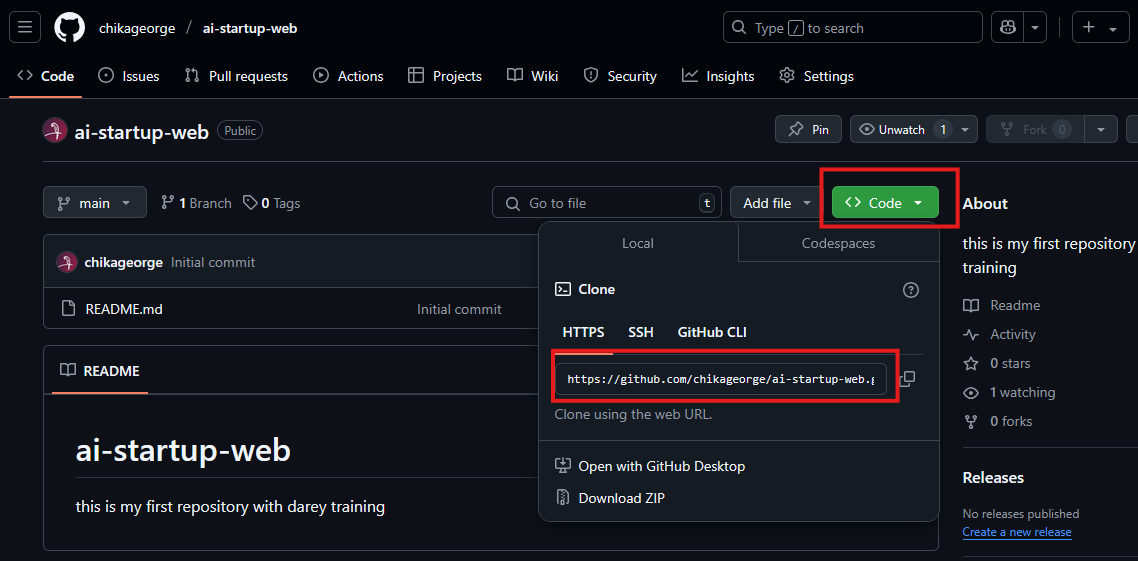 chikageorge / ai-startup-web
Type / to search
Code Issues Pull requests Actions Projects Wiki Security Insights Settings
ai-startup-web Public
Pin Unwatch 1 Fork 0
main 1 Branch 0 Tags
Go to file t
Add file Code
About
this is my first repository
training
Readme
Activity
0 stars
1 watching
0 forks
Releases
No releases published
Create a new release
Local Codespaces
Clone
HTTPS SSH GitHub CLI
https://github.com/chikageorge/ai-startup-web.g
Clone using the web URL.
Open with GitHub Desktop
Download ZIP
chikageorge Initial commit
README.md Initial commit
README
ai-startup-web
this is my first repository with darey training